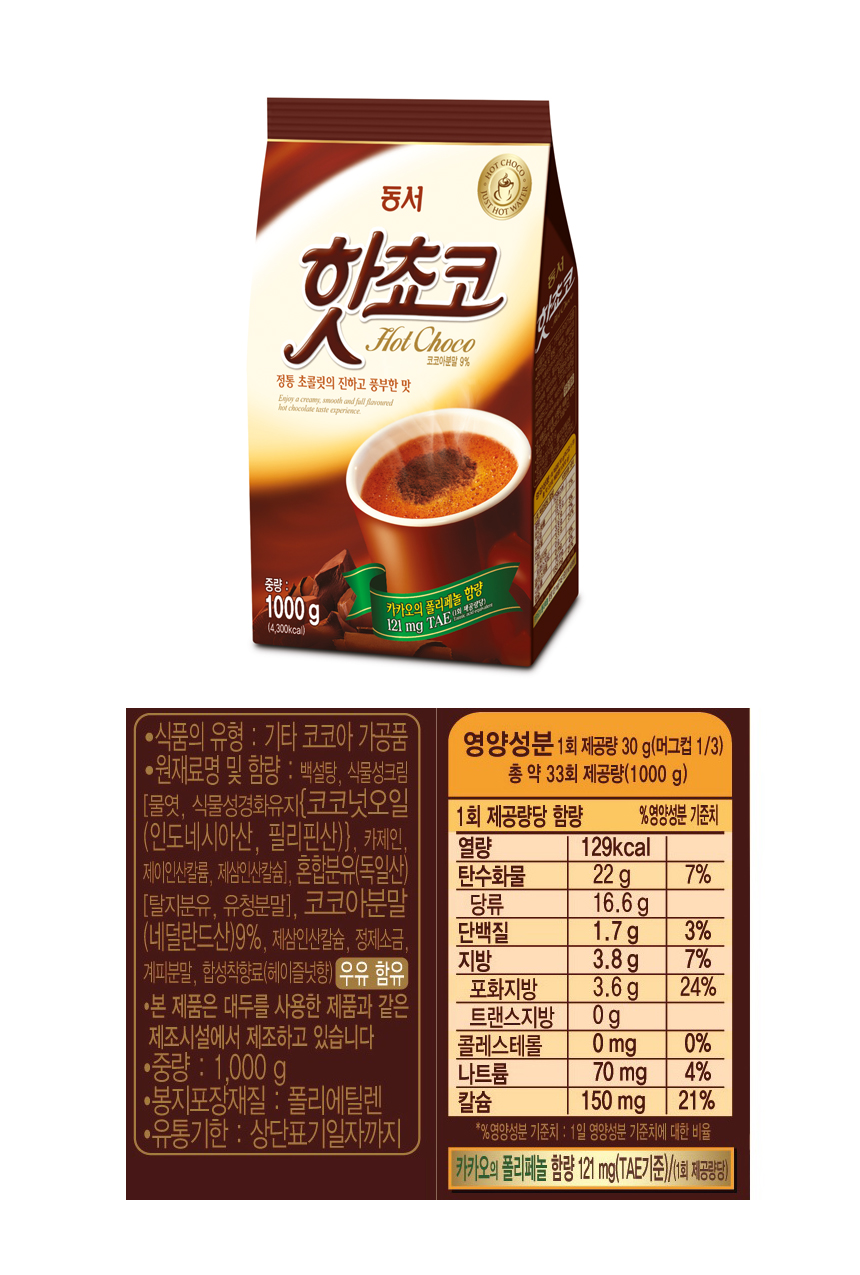 HOT CHOCO
JUST HOT WATER
동서
핫쵸코
Hot Choco
코코아분말 9%
정통 초콜릿의 진하고 풍부한 맛
Enjoy a creamy, smooth and full flavoured
hot chocolate taste experience.
중량 :
1000 g
(4,300kcal)
카카오의 폴리페놀 함량
121 mg TAE (1회 제공량당)
동서
핫쵸코
•식품의 유형 : 기타 코코아 가공품
•원재료명 및 함량 : 백설탕, 식물성크림
[물엿, 식물성경화유지{코코넛오일
(인도네시아산, 필리핀산)}, 카제인,
제이인산칼륨, 제삼인산칼슘], 혼합분유(독일산)
[탈지분유, 유청분말], 코코아분말
(네덜란드산)9%, 제삼인산칼슘, 정제소금,
계피분말, 합성착향료(헤이즐넛향) 우유 함유
•본 제품은 대두를 사용한 제품과 같은
제조시설에서 제조하고 있습니다
•중량 : 1,000 g
•봉지포장재질 : 폴리에틸렌
•유통기한 : 상단표기일자까지
영양성분 1회 제공량 30 g(머그컵 1/3)
총 약 33회 제공량(1000 g)
1회 제공량당 함량 %영양성분 기준치
열량 129kcal
탄수화물 22 g 7%
당류 16.6 g
단백질 1.7 g 3%
지방 3.8 g 7%
포화지방 3.6 g 24%
트랜스지방 0 g
콜레스테롤 0 mg 0%
나트륨 70 mg 4%
칼슘 150 mg 21%
*%영양성분 기준치 : 1일 영양성분 기준치에 대한 비율
카카오의 폴리페놀 함량 121 mg(TAE기준)/(1회 제공량당)